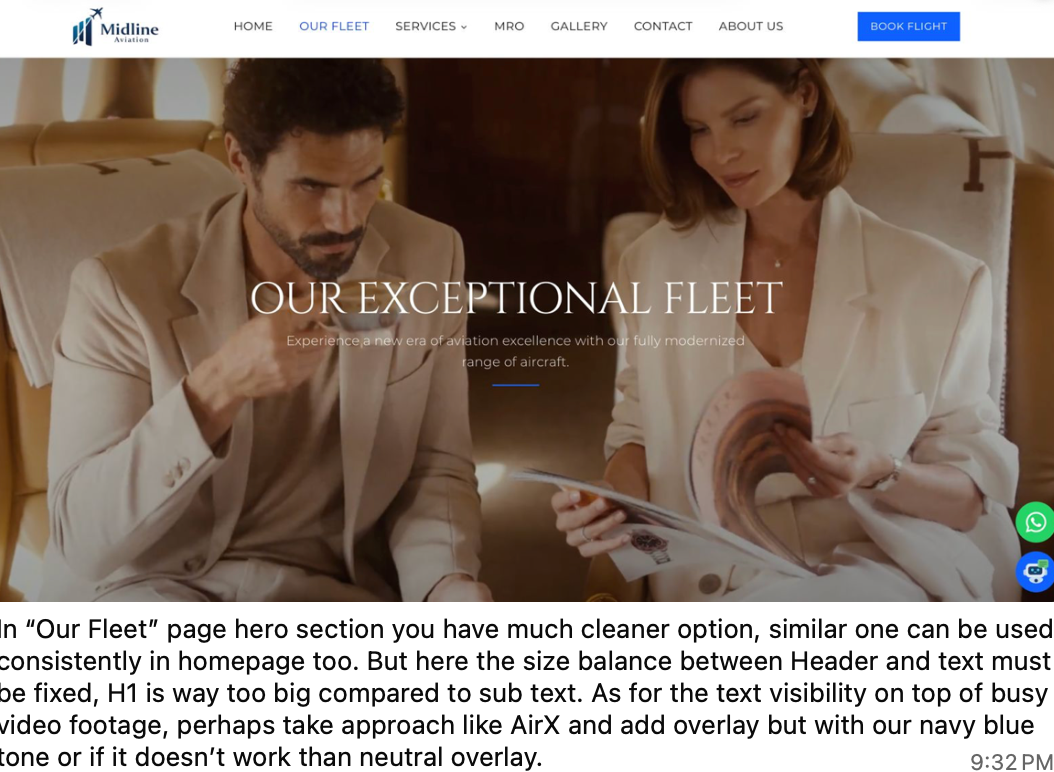 Midline
Aviation
HOME OUR FLEET SERVICES MRO GALLERY CONTACT ABOUT US BOOK FLIGHT
OUR EXCEPTIONAL FLEET
Experience,a new era of aviation excellence with our fully modernized
range of aircraft.
In “Our Fleet” page hero section you have much cleaner option, similar one can be used
consistently in homepage too. But here the size balance between Header and text must
be fixed, H1 is way too big compared to sub text. As for the text visibility on top of busy
video footage, perhaps take approach like AirX and add overlay but with our navy blue
tone or if it doesn’t work than neutral overlay.
9:32 PM